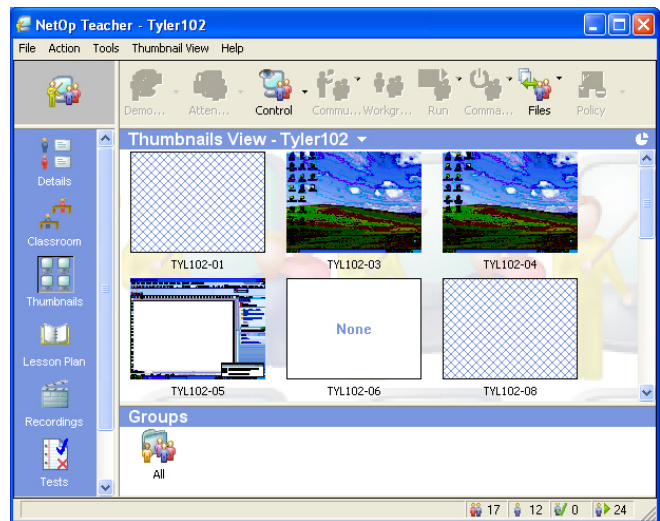 NetOp Teacher - Tyler102
File Action Tools Thumbnail View Help
Demo... Atten... Control Commu... Workgr... Run Comma... Files Policy
Thumbnails View - Tyler102
Details
Classroom
Thumbnails
Lesson Plan
Recordings
Tests
TYL102-01 TYL102-03 TYL102-04
None
TYL102-05 TYL102-06 TYL102-08
Groups
All
17 12 0 24